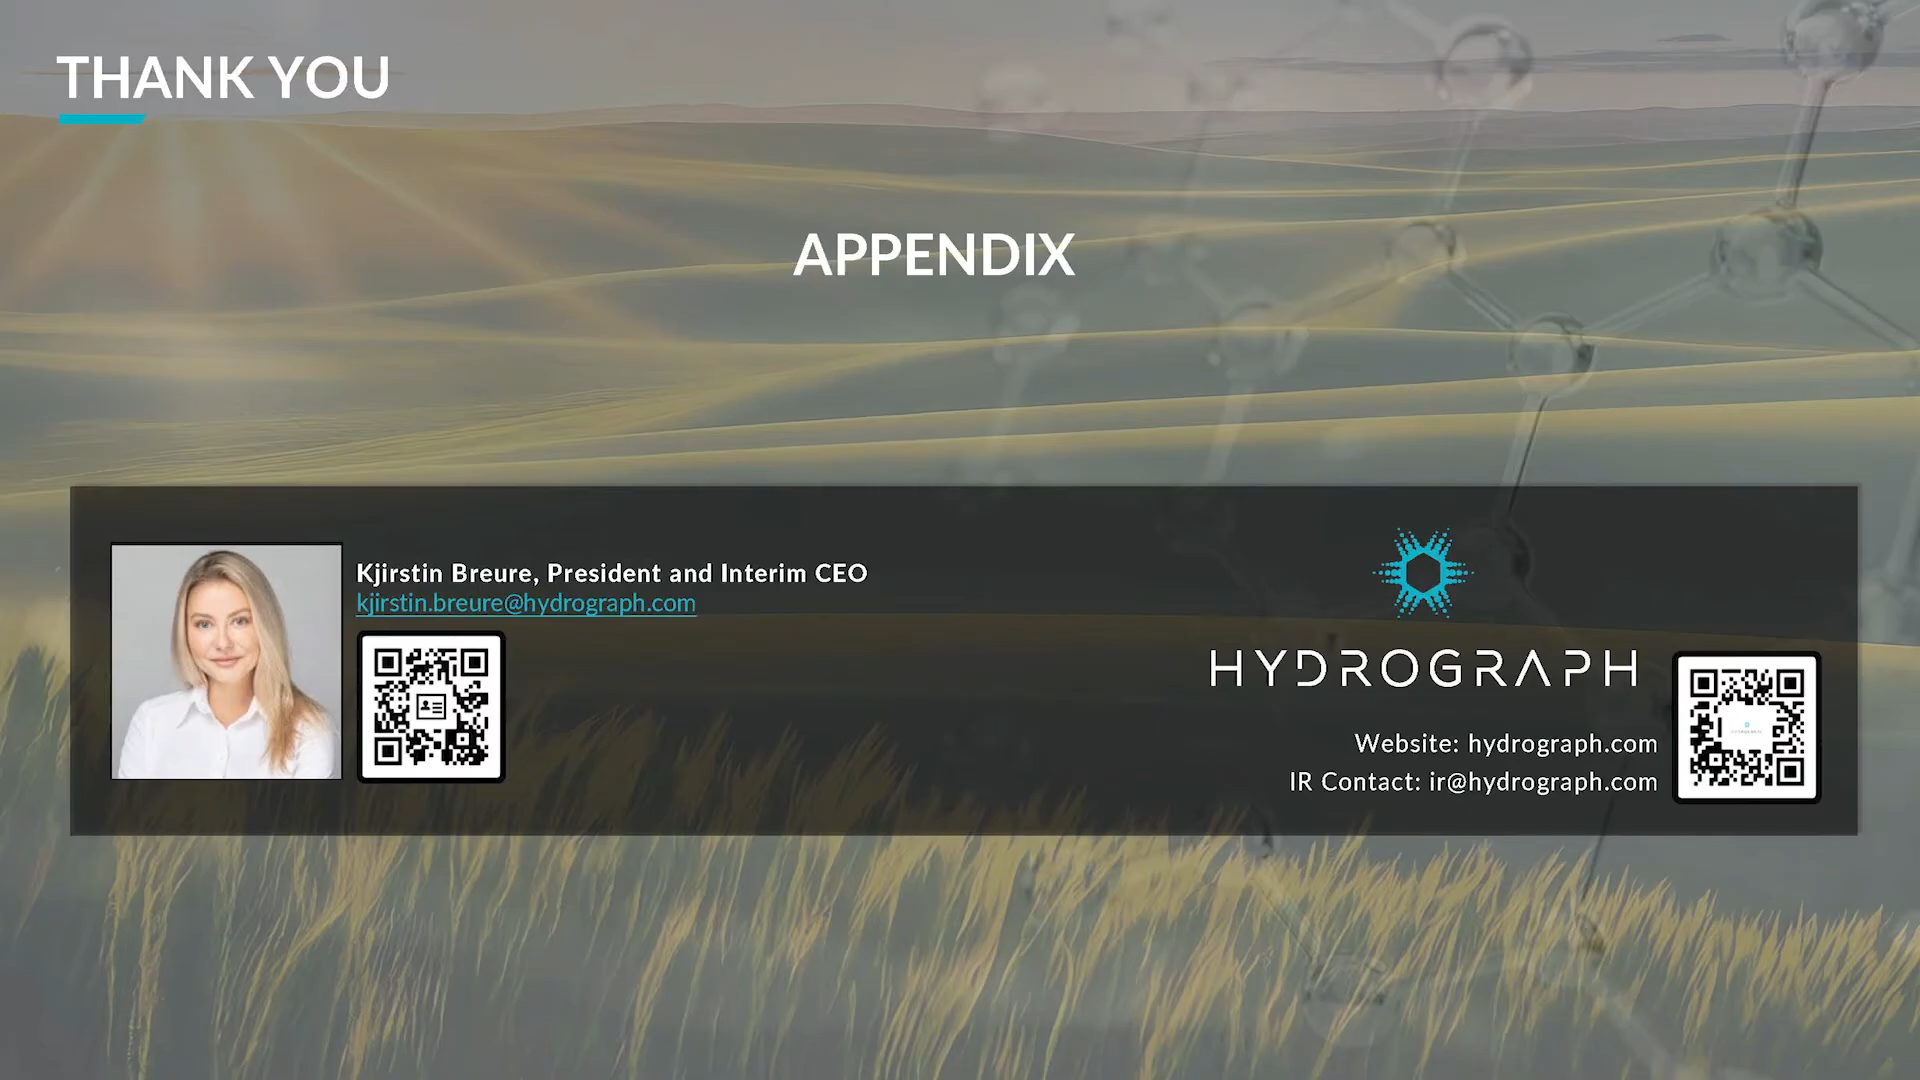 THANK YOU
APPENDIX
Kjirstin Breure, President and Interim CEO
kjirstin.breure@hydrograph.com
HYDROGRAPH
Website: hydrograph.com
IR Contact: ir@hydrograph.com